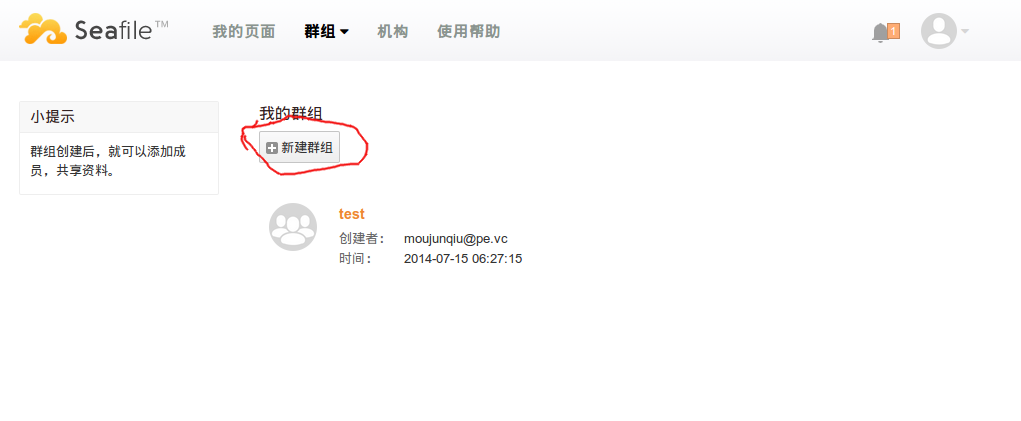 Seafile™
我的页面 群组 机构 使用帮助
1
小提示
群组创建后，就可以添加成
员，共享资料。
我的群组
新建群组
test
创建者： moujunqiu@pe.vc
时间： 2014-07-15 06:27:15